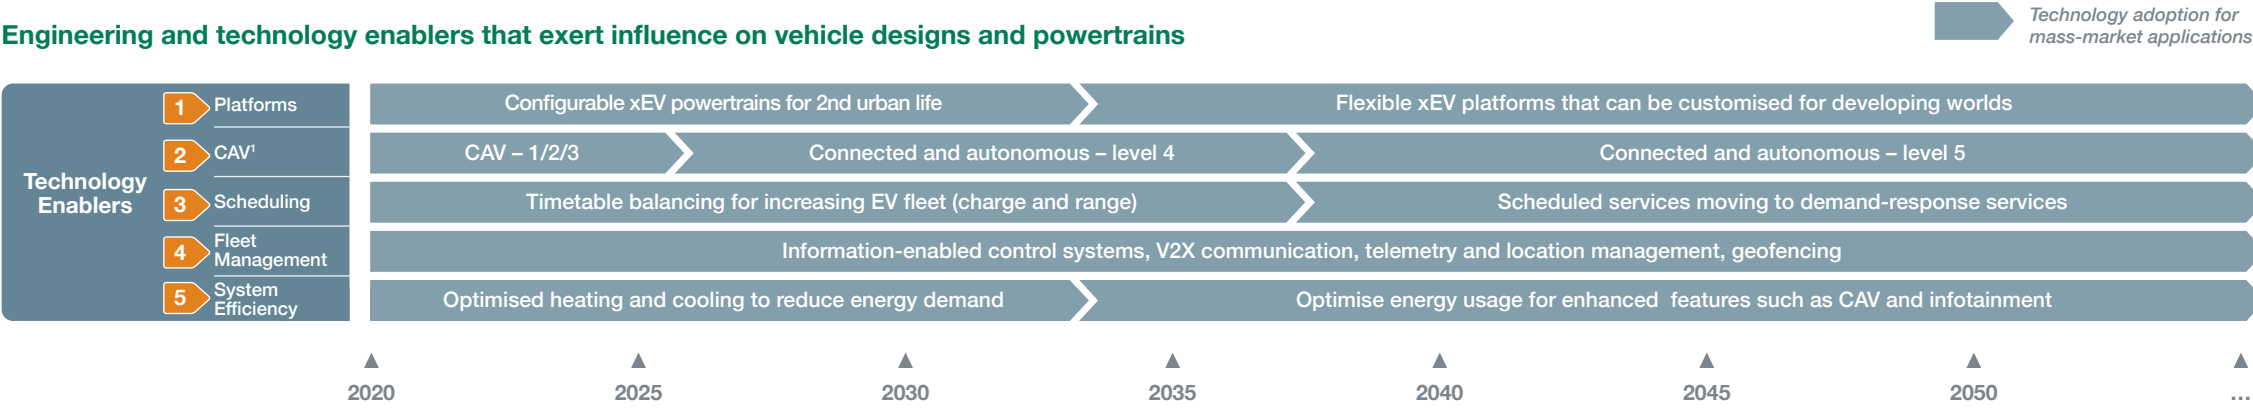 Technology adoption for
mass-market applications
Engineering and technology enablers that exert influence on vehicle designs and powertrains
Technology
Enablers
1 Platforms
Configurable xEV powertrains for 2nd urban life
Flexible xEV platforms that can be customised for developing worlds
2 CAV¹
CAV – 1/2/3
Connected and autonomous – level 4
Connected and autonomous – level 5
3 Scheduling
Timetable balancing for increasing EV fleet (charge and range)
Scheduled services moving to demand-response services
4 Fleet
Management
Information-enabled control systems, V2X communication, telemetry and location management, geofencing
5 System
Efficiency
Optimised heating and cooling to reduce energy demand
Optimise energy usage for enhanced features such as CAV and infotainment
2020 2025 2030 2035 2040 2045 2050 ...